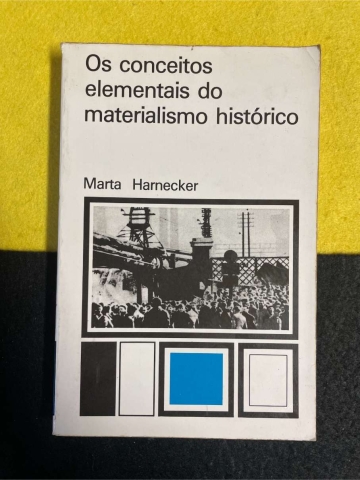 Os conceitos
elementais do
materialismo histórico
Marta Harnecker